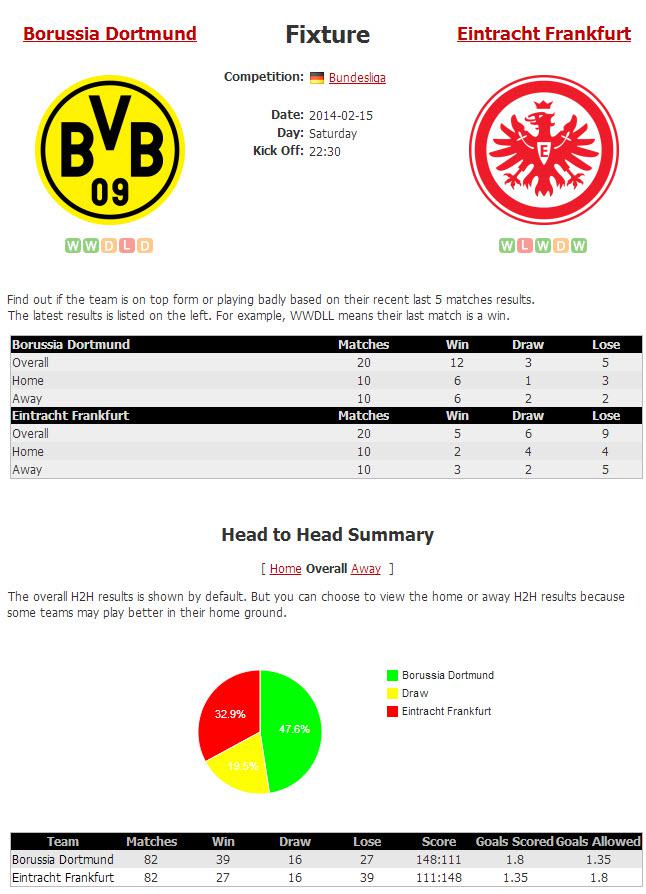 Borussia Dortmund
Fixture
Eintracht Frankfurt
Competition: Bundesliga
Date: 2014-02-15
Day: Saturday
Kick Off: 22:30
BVB
09
E
W W D L D
W L W D W
Find out if the team is on top form or playing badly based on their recent last 5 matches results.
The latest results is listed on the left. For example, WWDLL means their last match is a win.
Borussia Dortmund Matches Win Draw Lose
Overall 20 12 3 5
Home 10 6 1 3
Away 10 6 2 2
Eintracht Frankfurt Matches Win Draw Lose
Overall 20 5 6 9
Home 10 2 4 4
Away 10 3 2 5
Head to Head Summary
[ Home Overall Away ]
The overall H2H results is shown by default. But you can choose to view the home or away H2H results because
some teams may play better in their home ground.
Borussia Dortmund
Draw
Eintracht Frankfurt
32.9%
47.6%
19.5%
Team Matches Win Draw Lose Score Goals Scored Goals Allowed
Borussia Dortmund 82 39 16 27 148:111 1.8 1.35
Eintracht Frankfurt 82 27 16 39 111:148 1.35 1.8